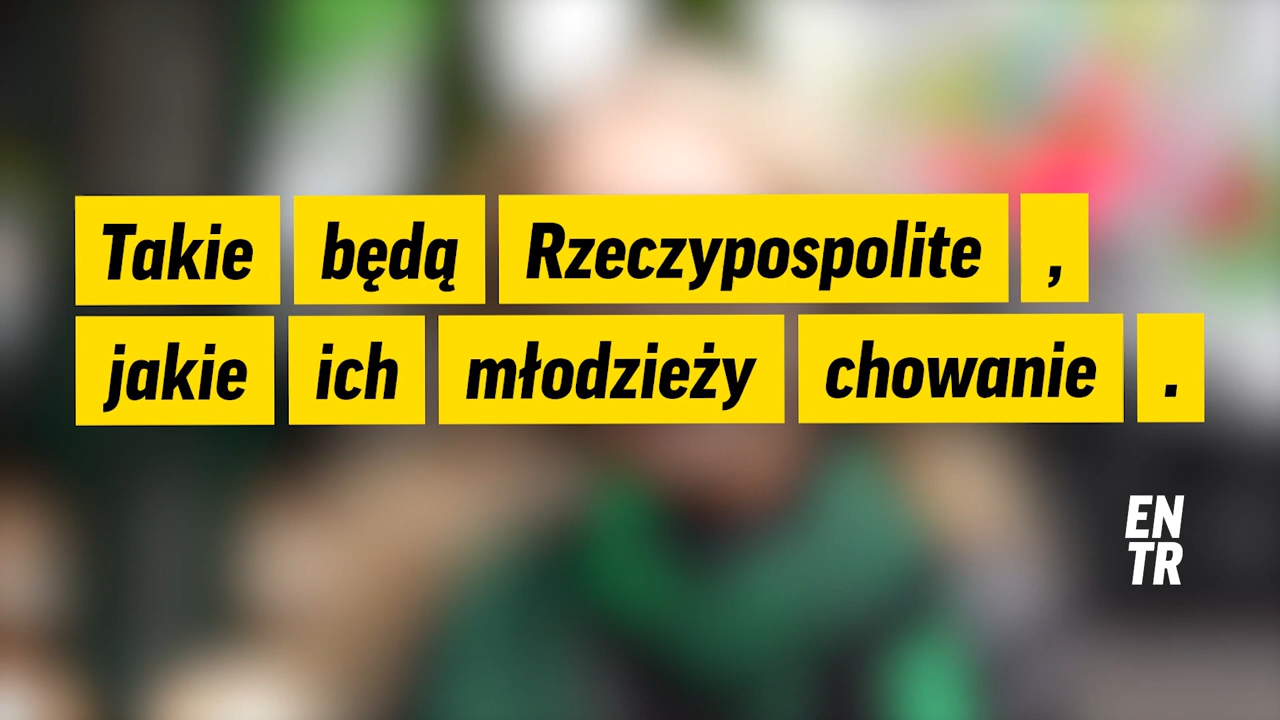 Takie będą Rzeczypospolite ,
jakie ich młodzieży chowanie .
EN
TR